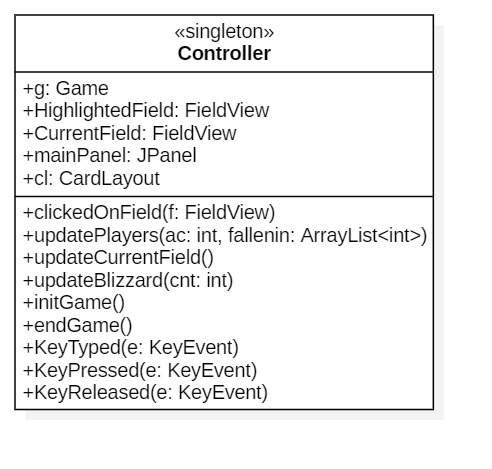 «singleton»
Controller
+g: Game
+HighlightedField: FieldView
+CurrentField: FieldView
+mainPanel: JPanel
+cl: CardLayout
+clickedOnField(f: FieldView)
+updatePlayers(ac: int, fallenin: ArrayList<int>)
+updateCurrentField()
+updateBlizzard(cnt: int)
+initGame()
+endGame()
+KeyTyped(e: KeyEvent)
+KeyPressed(e: KeyEvent)
+KeyReleased(e: KeyEvent)